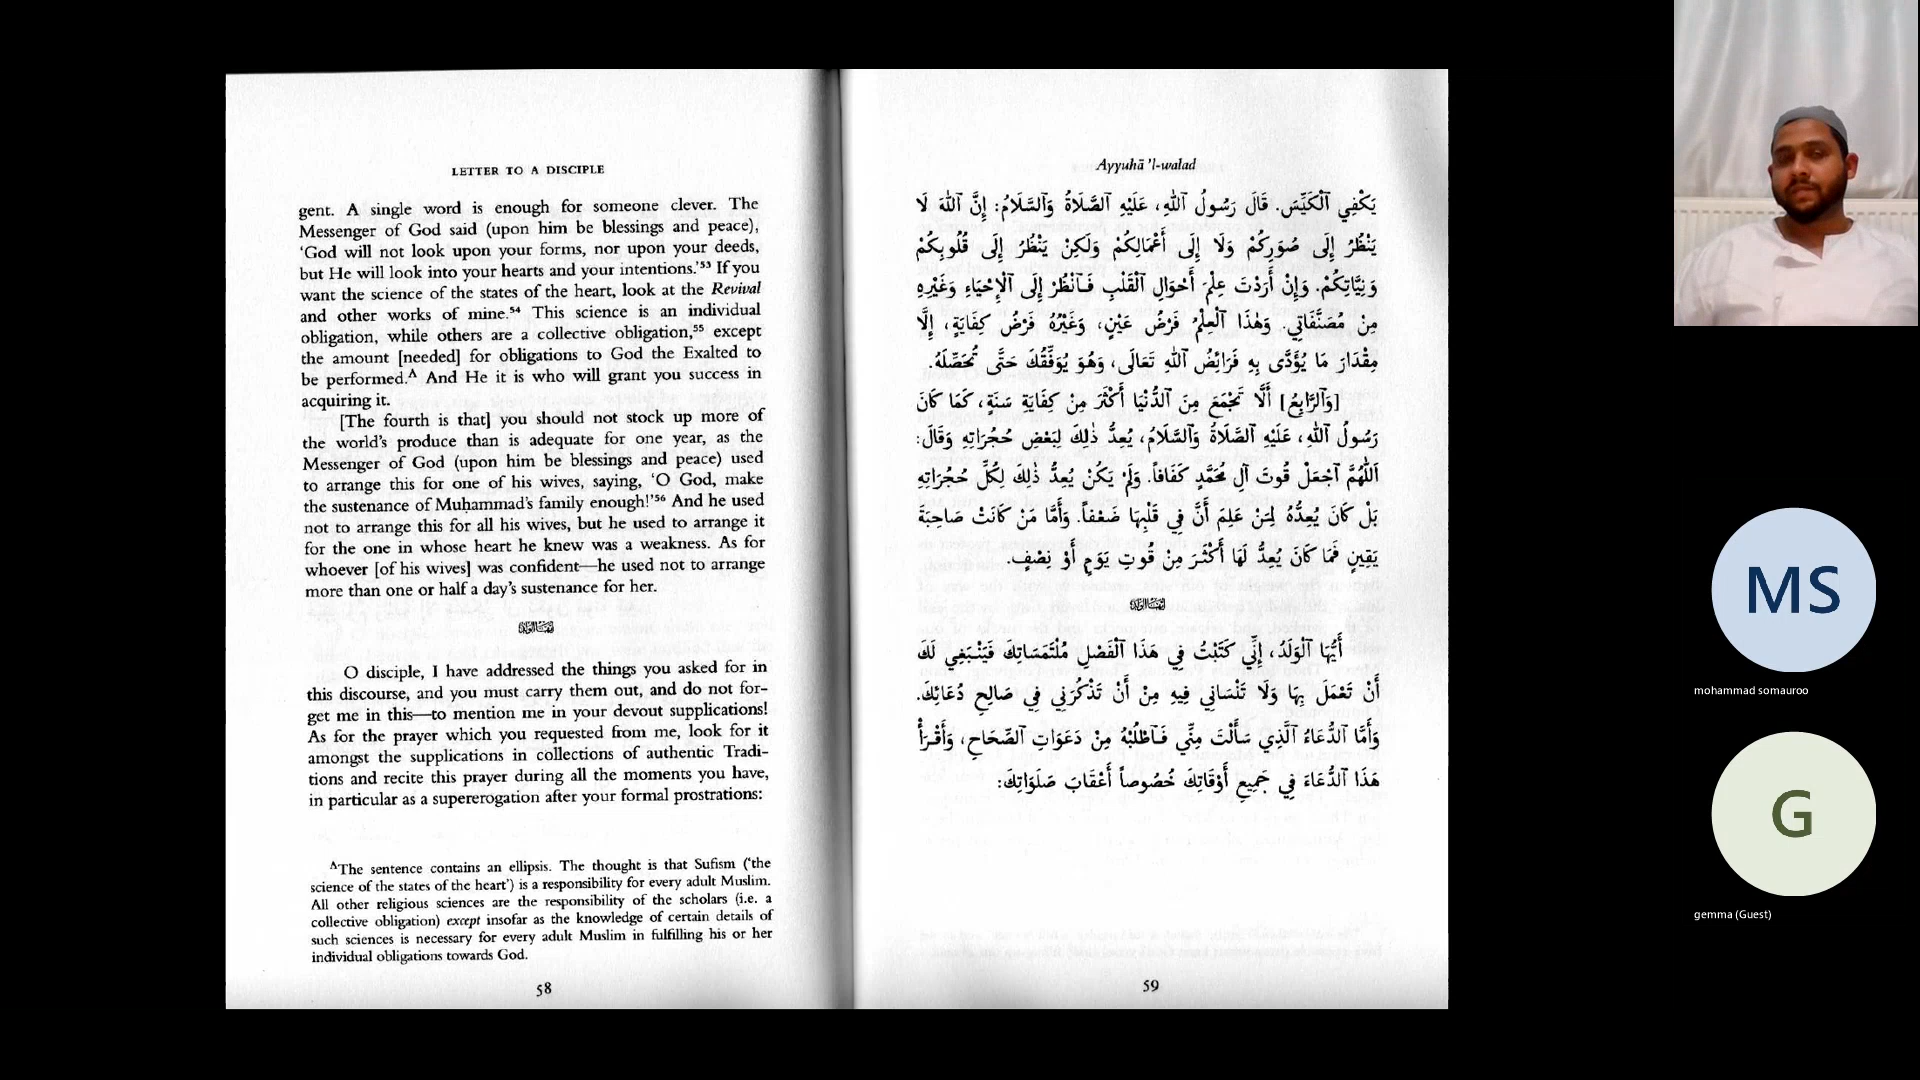 LETTER TO A DISCIPLE
gent. A single word is enough for someone clever. The
Messenger of God said (upon him be blessings and peace),
‘God will not look upon your forms, nor upon your deeds,
but He will look into your hearts and your intentions.’⁵³ If you
want the science of the states of the heart, look at the Revival
and other works of mine.⁵⁴ This science is an individual
obligation, while others are a collective obligation,⁵⁵ except
the amount [needed] for obligations to God the Exalted to
be performed.ᴬ And He it is who will grant you success in
acquiring it.
[The fourth is that] you should not stock up more of
the world’s produce than is adequate for one year, as the
Messenger of God (upon him be blessings and peace) used
to arrange this for one of his wives, saying, ‘O God, make
the sustenance of Muḥammad’s family enough!’⁵⁶ And he used
not to arrange this for all his wives, but he used to arrange it
for the one in whose heart he knew was a weakness. As for
whoever [of his wives] was confident—he used not to arrange
more than one or half a day’s sustenance for her.
O disciple, I have addressed the things you asked for in
this discourse, and you must carry them out, and do not for-
get me in this—to mention me in your devout supplications!
As for the prayer which you requested from me, look for it
amongst the supplications in collections of authentic Tradi-
tions and recite this prayer during all the moments you have,
in particular as a supererogation after your formal prostrations:
ᴬThe sentence contains an ellipsis. The thought is that Sufism (‘the
science of the states of the heart’) is a responsibility for every adult Muslim.
All other religious sciences are the responsibility of the scholars (i.e. a
collective obligation) except insofar as the knowledge of certain details of
such sciences is necessary for every adult Muslim in fulfilling his or her
individual obligations towards God.
58
Ayyuhā ’l-walad
يَكْفِي ٱلْكَيِّسَ. قَالَ رَسُولُ ٱللهِ، عَلَيْهِ ٱلصَّلَاةُ وَٱلسَّلَامُ: إِنَّ ٱللهَ لَا
يَنْظُرُ إِلَى صُوَرِكُمْ وَلَا إِلَى أَعْمَالِكُمْ وَلَكِنْ يَنْظُرُ إِلَى قُلُوبِكُمْ
وَنِيَّاتِكُمْ. وَإِنْ أَرَدْتَ عِلْمَ أَحْوَالِ ٱلْقَلْبِ فَٱنْظُرْ إِلَى ٱلْإِحْيَاءِ وَغَيْرِهِ
مِنْ مُصَنَّفَاتِي. وَهٰذَا ٱلْعِلْمُ فَرْضُ عَيْنٍ، وَغَيْرُهُ فَرْضُ كِفَايَةٍ، إِلَّا
مِقْدَارَ مَا يُؤَدَّى بِهِ فَرَائِضُ ٱللهِ تَعَالَى، وَهُوَ يُوَفِّقُكَ حَتَّى تُحَصِّلَهُ.
[وَٱلرَّابِعُ] أَلَّا تَجْمَعَ مِنَ ٱلدُّنْيَا أَكْثَرَ مِنْ كِفَايَةِ سَنَةٍ، كَمَا كَانَ
رَسُولُ ٱللهِ، عَلَيْهِ ٱلصَّلَاةُ وَٱلسَّلَامُ، يُعِدُّ ذٰلِكَ لِبَعْضِ حُجُرَاتِهِ وَقَالَ:
اَللّٰهُمَّ ٱجْعَلْ قُوتَ آلِ مُحَمَّدٍ كَفَافاً. وَلَمْ يَكُنْ يُعِدُّ ذٰلِكَ لِكُلِّ حُجُرَاتِهِ
بَلْ كَانَ يُعِدُّهُ لِمَنْ عَلِمَ أَنَّ فِي قَلْبِهَا ضَعْفاً. وَأَمَّا مَنْ كَانَتْ صَاحِبَةَ
يَقِينٍ فَمَا كَانَ يُعِدُّ لَهَا أَكْثَرَ مِنْ قُوتِ يَوْمٍ أَوْ نِصْفٍ.
أَيُّهَا ٱلْوَلَدُ، إِنِّي كَتَبْتُ فِي هَذَا ٱلْفَصْلِ مُلْتَمَسَاتِكَ فَيَنْبَغِي لَكَ
أَنْ تَعْمَلَ بِهَا وَلَا تَنْسَانِي فِيهِ مِنْ أَنْ تَذْكُرَنِي فِي صَالِحِ دُعَائِكَ.
وَأَمَّا ٱلدُّعَاءُ ٱلَّذِي سَأَلْتَ مِنِّي فَٱطْلُبْهُ مِنْ دَعَوَاتِ ٱلصِّحَاحِ، وَٱقْرَأْ
هَذَا ٱلدُّعَاءَ فِي جَمِيعِ أَوْقَاتِكَ خُصُوصاً أَعْقَابَ صَلَوَاتِكَ:
59
MS
mohammad somauroo
G
gemma (Guest)